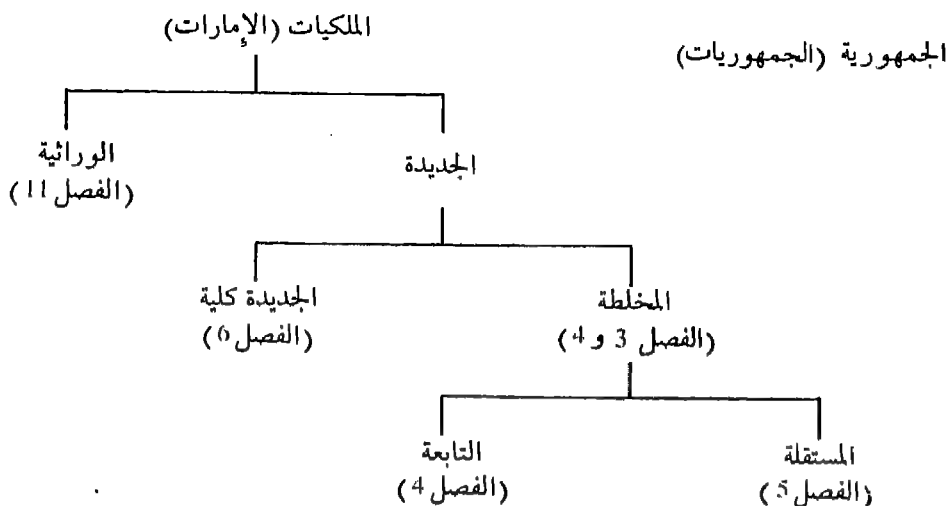 الملكيات (الإمارات)
الجمهورية (الجمهوريات)
الجديدة
الوراثية
(الفصل 11)
المخلطة
(الفصل 3 و 4)
الجديدة كلية
(الفصل 6)
المستقلة
(الفصل 5)
التابعة
(الفصل 4)